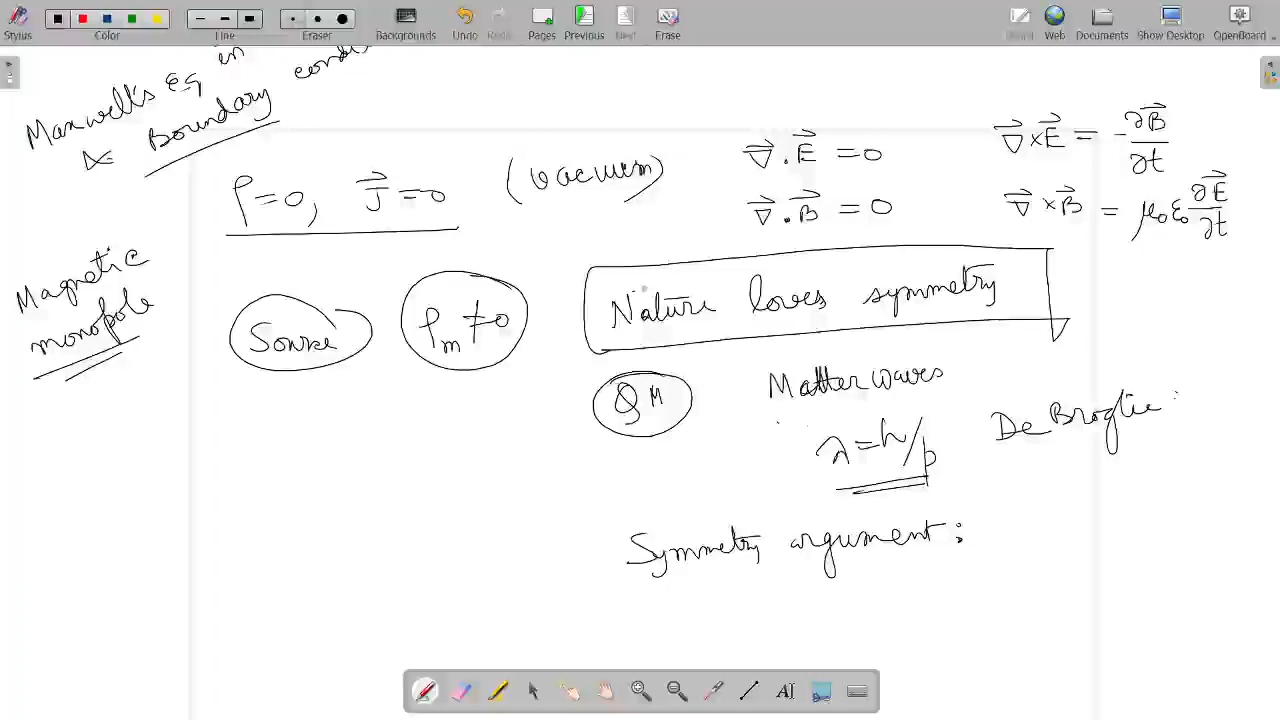 Stylus Color Line Eraser Backgrounds Undo Redo Pages Previous Next Erase Board Web Documents Show Desktop OpenBoard
Maxwell's Eq in
& Boundary condi
ρ=0, J⃗=0 (vacuum)
∇⃗.E⃗ =0
∇⃗×E⃗ = -∂B⃗/∂t
∇⃗.B⃗ =0
∇⃗×B⃗ = μ₀ε₀ ∂E⃗/∂t
Magnetic
monopole
Source
ρₘ≠0
Nature loves symmetry
QM
Matter waves
λ=h/p
De Broglie
Symmetry argument: